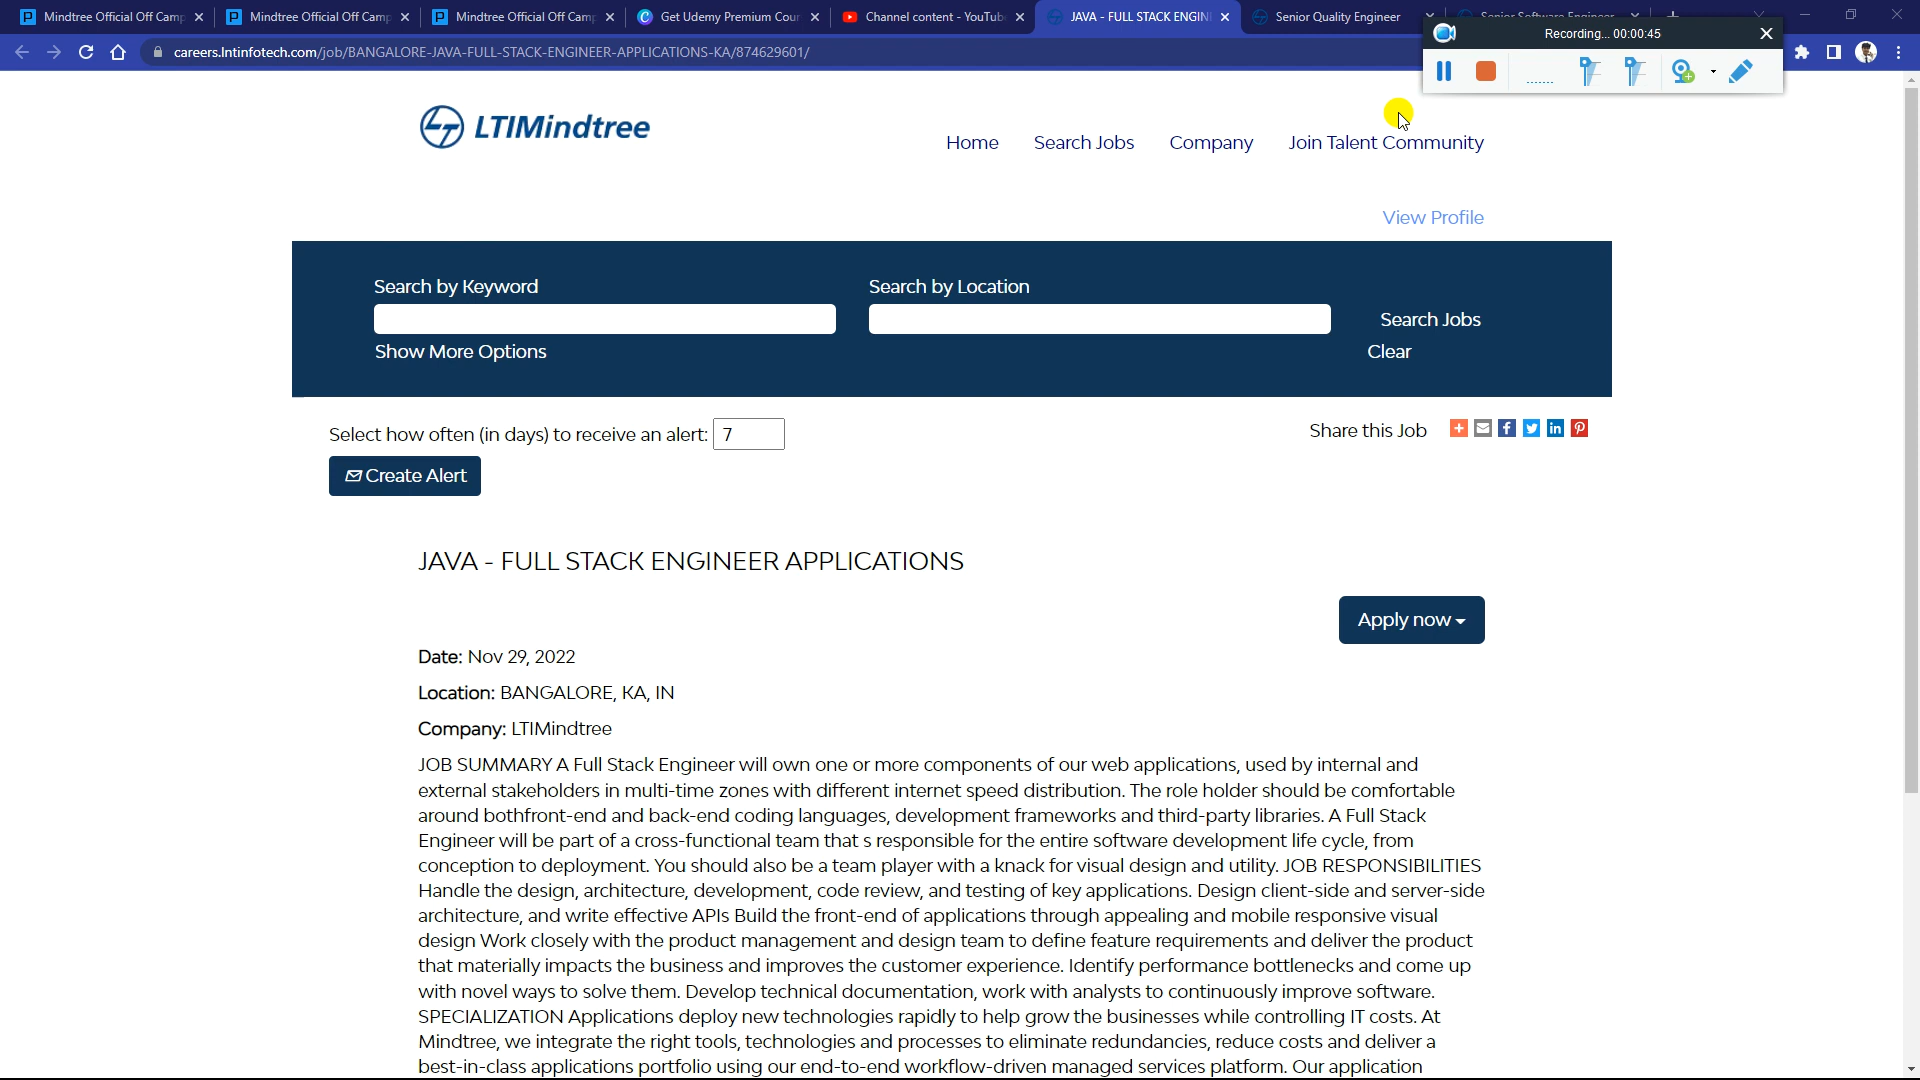 Mindtree Official Off Camp
Mindtree Official Off Camp
Mindtree Official Off Camp
Get Udemy Premium Cour
Channel content - YouTub
JAVA - FULL STACK ENGIN
Senior Quality Engineer
Senior Software Engineer
Recording... 00:00:45
careers.lntinfotech.com/job/BANGALORE-JAVA-FULL-STACK-ENGINEER-APPLICATIONS-KA/874629601/
LTIMindtree
Home
Search Jobs
Company
Join Talent Community
View Profile
Search by Keyword
Search by Location
Search Jobs
Show More Options
Clear
Select how often (in days) to receive an alert: 7
Share this Job
Create Alert
JAVA - FULL STACK ENGINEER APPLICATIONS
Apply now
Date: Nov 29, 2022
Location: BANGALORE, KA, IN
Company: LTIMindtree
JOB SUMMARY A Full Stack Engineer will own one or more components of our web applications, used by internal and
external stakeholders in multi-time zones with different internet speed distribution. The role holder should be comfortable
around bothfront-end and back-end coding languages, development frameworks and third-party libraries. A Full Stack
Engineer will be part of a cross-functional team that s responsible for the entire software development life cycle, from
conception to deployment. You should also be a team player with a knack for visual design and utility. JOB RESPONSIBILITIES
Handle the design, architecture, development, code review, and testing of key applications. Design client-side and server-side
architecture, and write effective APIs Build the front-end of applications through appealing and mobile responsive visual
design Work closely with the product management and design team to define feature requirements and deliver the product
that materially impacts the business and improves the customer experience. Identify performance bottlenecks and come up
with novel ways to solve them. Develop technical documentation, work with analysts to continuously improve software.
SPECIALIZATION Applications deploy new technologies rapidly to help grow the businesses while controlling IT costs. At
Mindtree, we integrate the right tools, technologies and processes to eliminate redundancies, reduce costs and deliver a
best-in-class applications portfolio using our end-to-end workflow-driven managed services platform. Our application